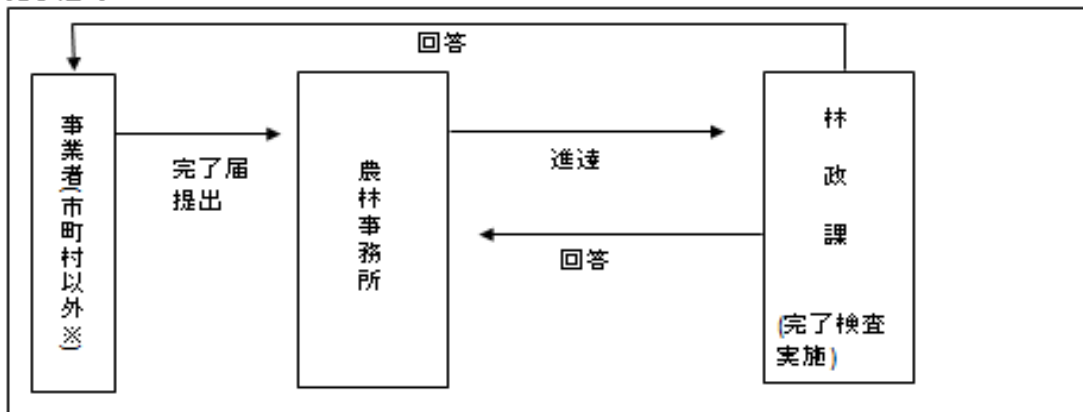 回答
事業者(市町村以外※)
完了届
提出
農林事務所
進達
回答
林政課
(完了検査
実施)